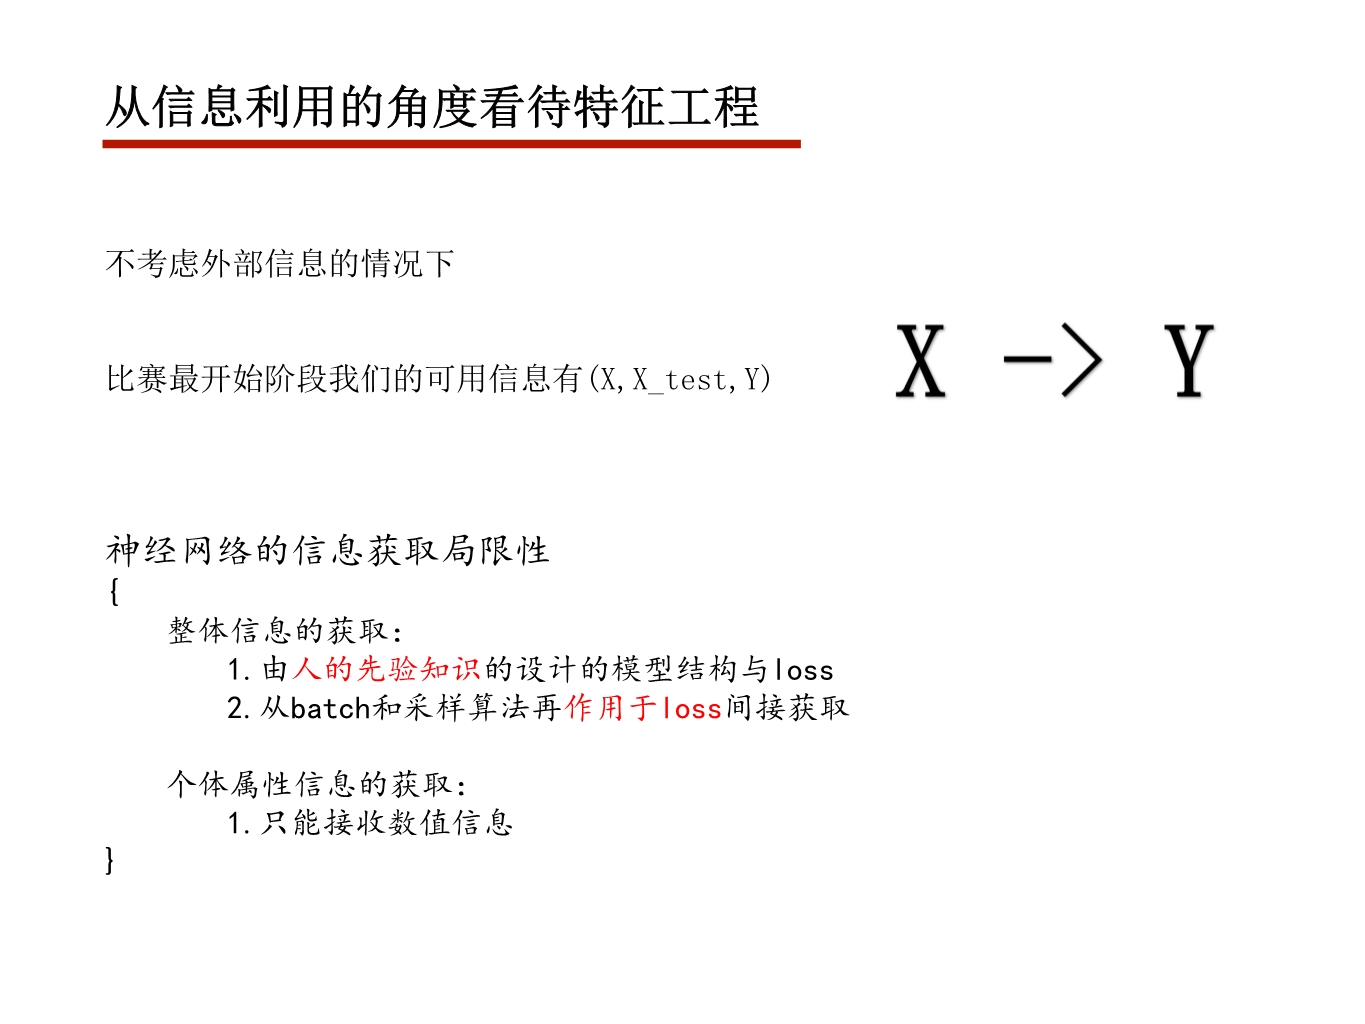 从信息利用的角度看待特征工程
不考虑外部信息的情况下
比赛最开始阶段我们的可用信息有(X,X_test,Y)
X -> Y
神经网络的信息获取局限性
{
整体信息的获取:
1.由人的先验知识的设计的模型结构与loss
2.从batch和采样算法再作用于loss间接获取
个体属性信息的获取:
1.只能接收数值信息
}